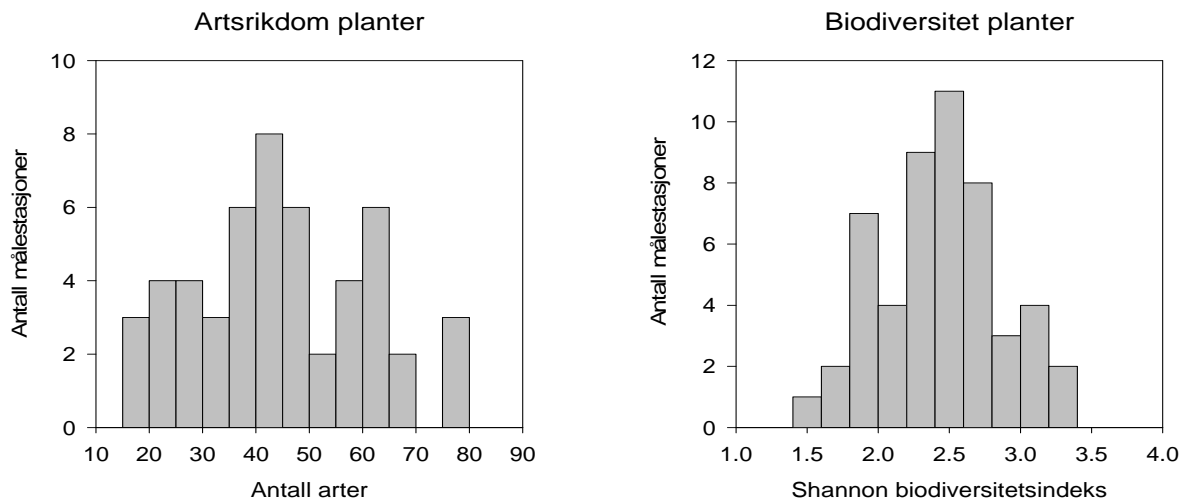 Artsrikdom planter
Antall målestasjoner
10
8
6
4
2
0
10 20 30 40 50 60 70 80 90
Antall arter
Biodiversitet planter
Antall målestasjoner
12
10
8
6
4
2
0
1.0 1.5 2.0 2.5 3.0 3.5 4.0
Shannon biodiversitetsindeks